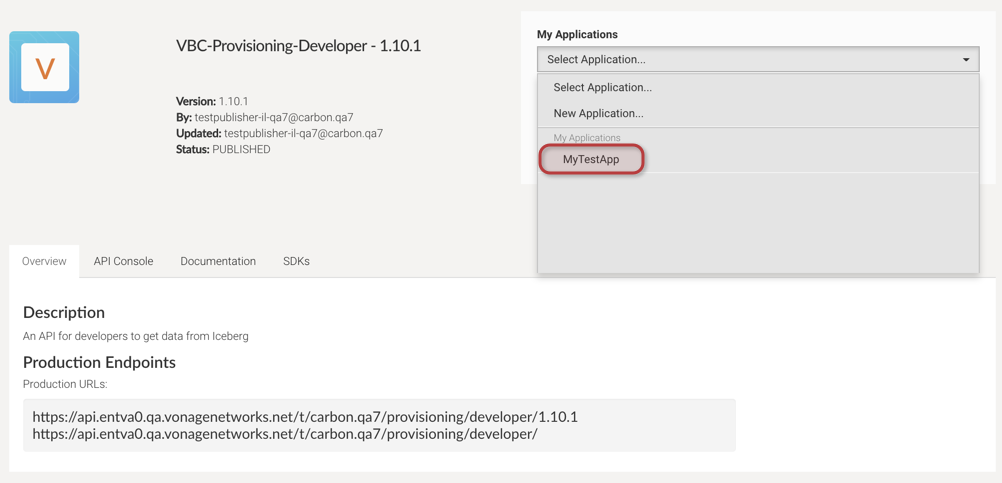 V
VBC-Provisioning-Developer - 1.10.1
Version: 1.10.1
By: testpublisher-il-qa7@carbon.qa7
Updated: testpublisher-il-qa7@carbon.qa7
Status: PUBLISHED
My Applications
Select Application...
Select Application...
New Application...
My Applications
MyTestApp
Overview
API Console
Documentation
SDKs
Description
An API for developers to get data from Iceberg
Production Endpoints
Production URLs:
https://api.entva0.qa.vonagenetworks.net/t/carbon.qa7/provisioning/developer/1.10.1
https://api.entva0.qa.vonagenetworks.net/t/carbon.qa7/provisioning/developer/